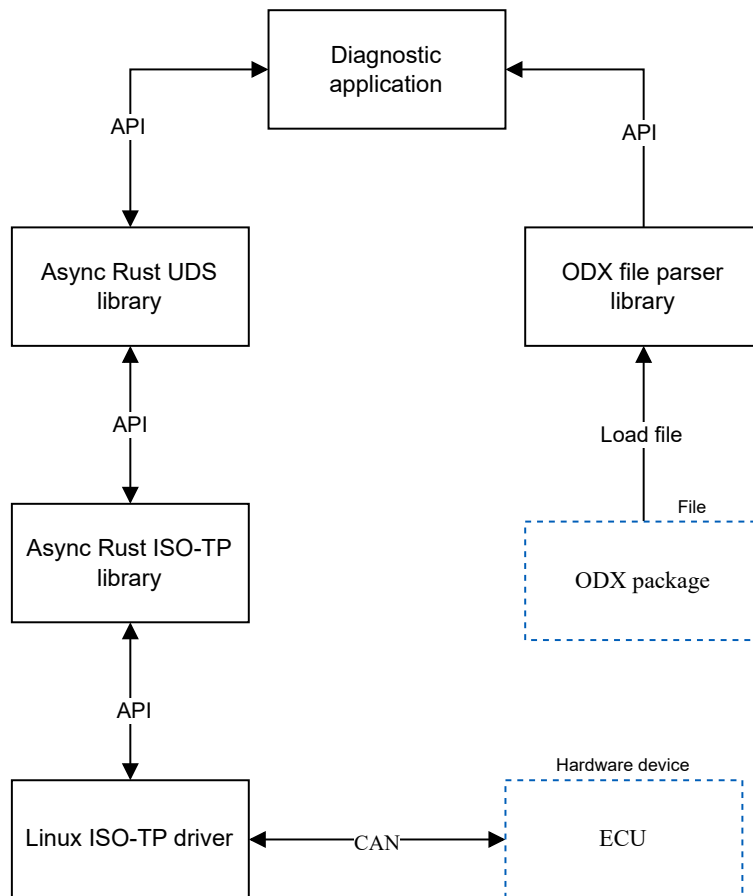 Diagnostic
application
API
API
Async Rust UDS
library
ODX file parser
library
API
Load file
File
Async Rust ISO-TP
library
ODX package
API
Hardware device
Linux ISO-TP driver
CAN
ECU